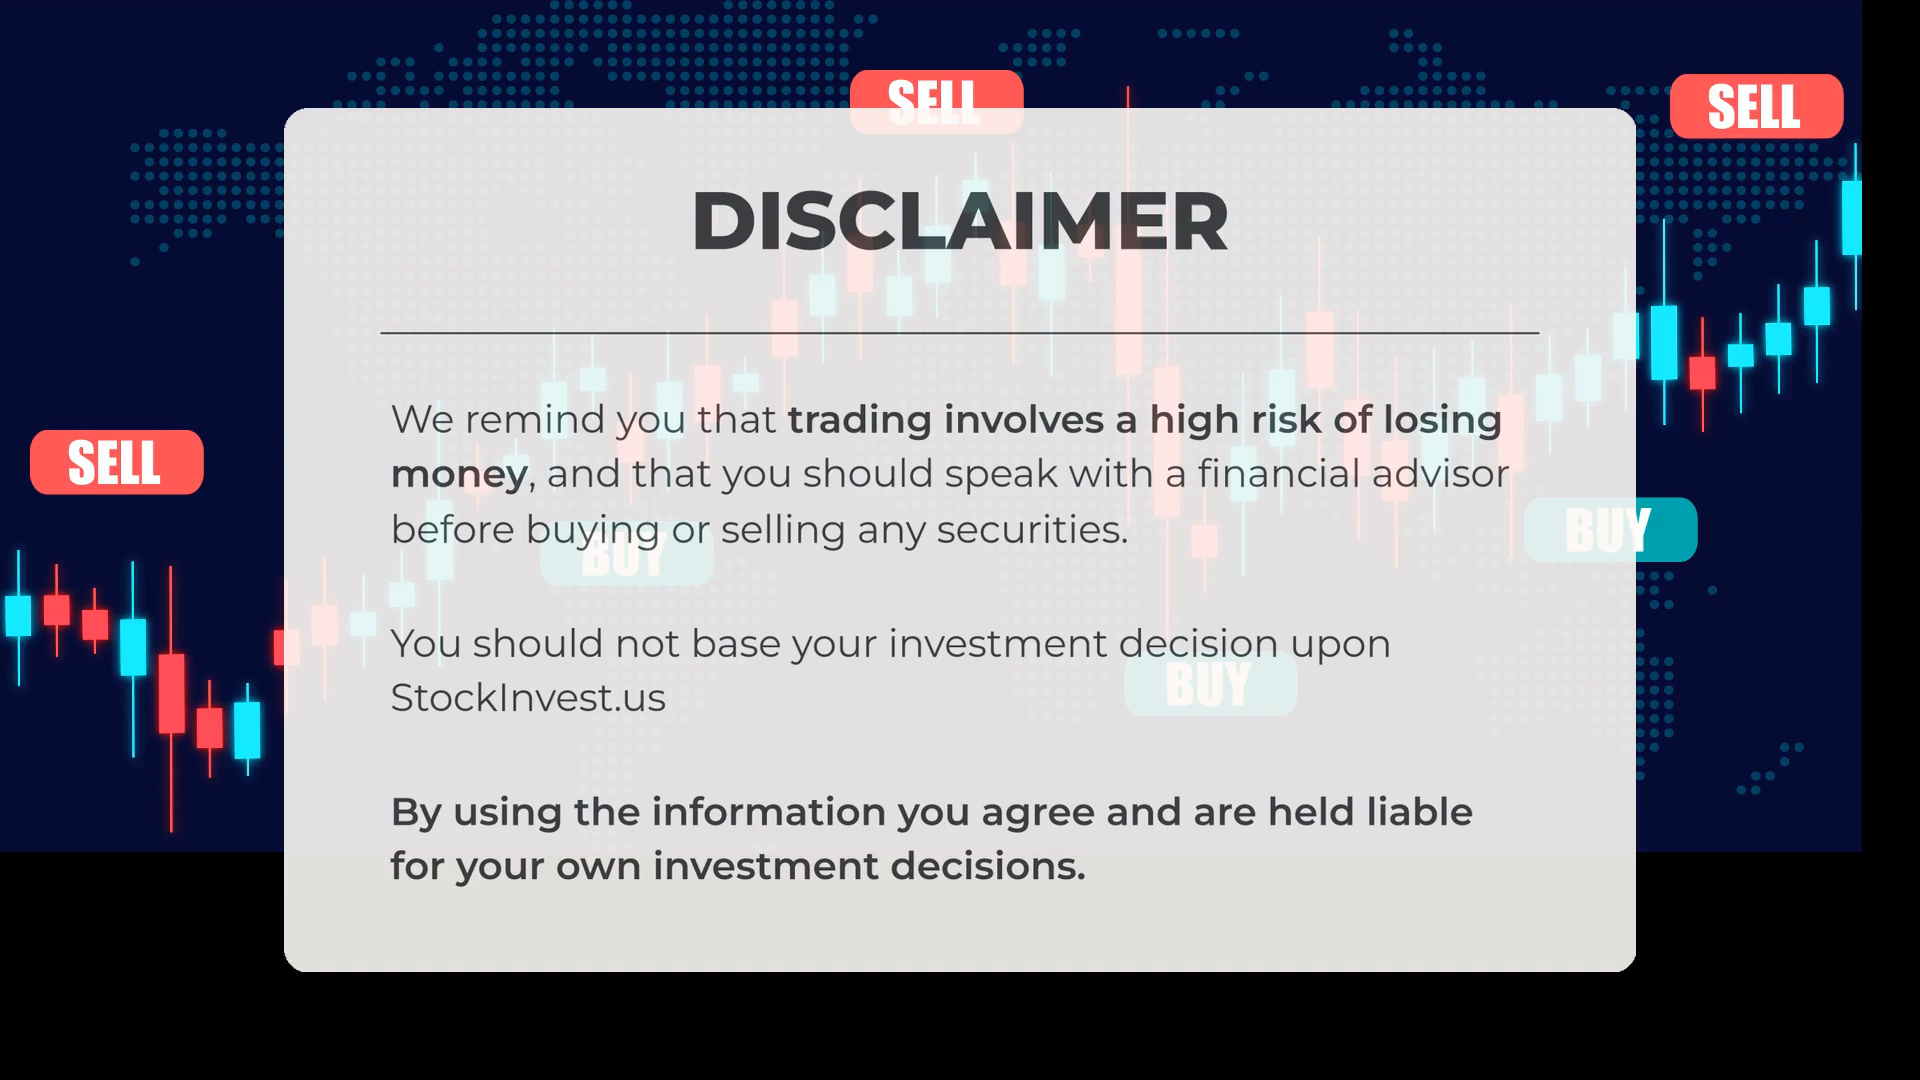 SELL
SELL
DISCLAIMER
We remind you that trading involves a high risk of losing
money, and that you should speak with a financial advisor
before buying or selling any securities.
SELL
BUY
BUY
You should not base your investment decision upon
StockInvest.us
BUY
By using the information you agree and are held liable
for your own investment decisions.